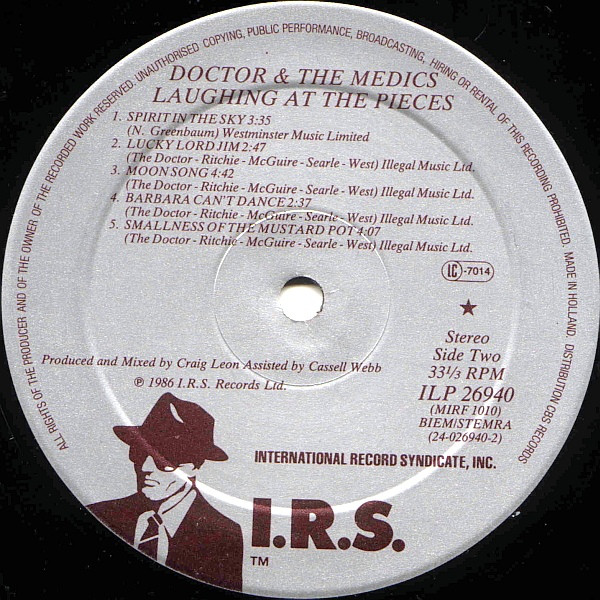 ALL RIGHTS OF THE PRODUCER AND OF THE OWNER OF THE RECORDED WORK RESERVED. UNAUTHORISED COPYING, PUBLIC PERFORMANCE, BROADCASTING, HIRING OR RENTAL OF THIS RECORDING PROHIBITED. MADE IN HOLLAND. DISTRIBUTION CBS RECORDS
DOCTOR & THE MEDICS
LAUGHING AT THE PIECES
1. SPIRIT IN THE SKY 3:35
(N. Greenbaum) Westminster Music Limited
2. LUCKY LORD JIM 2:47
(The Doctor - Ritchie - McGuire - Searle - West) Illegal Music Ltd.
3. MOON SONG 4:42
(The Doctor - Ritchie - McGuire - Searle - West) Illegal Music Ltd.
4. BARBARA CAN'T DANCE 2:37
(The Doctor - Ritchie - McGuire - Searle - West) Illegal Music Ltd.
5. SMALLNESS OF THE MUSTARD POT 4:07
(The Doctor - Ritchie - McGuire - Searle - West) Illegal Music Ltd.
LC-7014
Stereo
Side Two
33⅓ RPM
ILP 26940
(MIRF 1010)
BIEM/STEMRA
(24-026940-2)
Produced and Mixed by Craig Leon Assisted by Cassell Webb
℗ 1986 I.R.S. Records Ltd.
INTERNATIONAL RECORD SYNDICATE, INC.
I.R.S.
TM